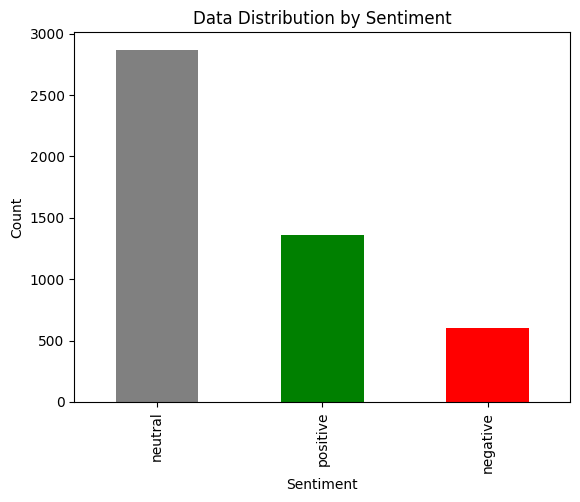 Data Distribution by Sentiment
3000
2500
2000
1500
1000
500
0
Count
neutral
positive
negative
Sentiment